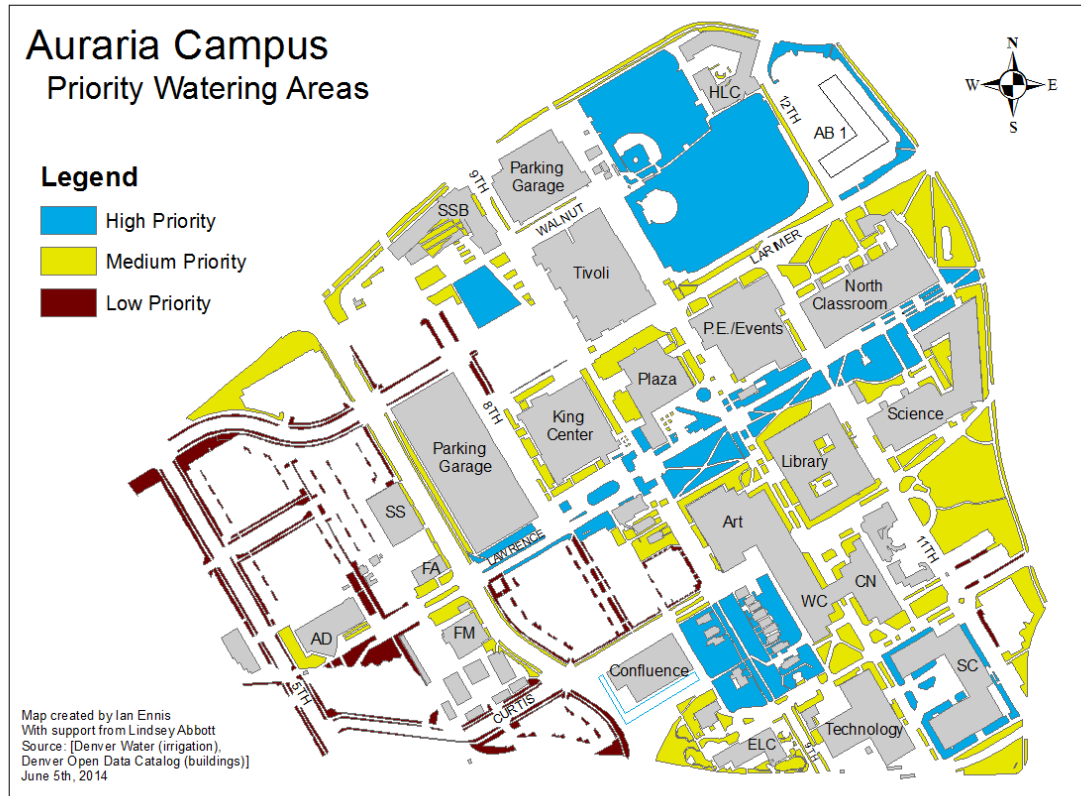 Auraria Campus
Priority Watering Areas
N
W
E
S
Legend
High Priority
Medium Priority
Low Priority
HLC
12TH
AB 1
Parking
Garage
9TH
SSB
WALNUT
Tivoli
LARIMER
North
Classroom
P.E./Events
Plaza
8TH
King
Center
Science
Parking
Garage
Library
SS
Art
LAWRENCE
11TH
FA
CN
WC
AD
FM
SC
Confluence
5TH
CURTIS
Technology
ELC
9TH
Map created by Ian Ennis
With support from Lindsey Abbott
Source: [Denver Water (irrigation),
Denver Open Data Catalog (buildings)]
June 5th, 2014